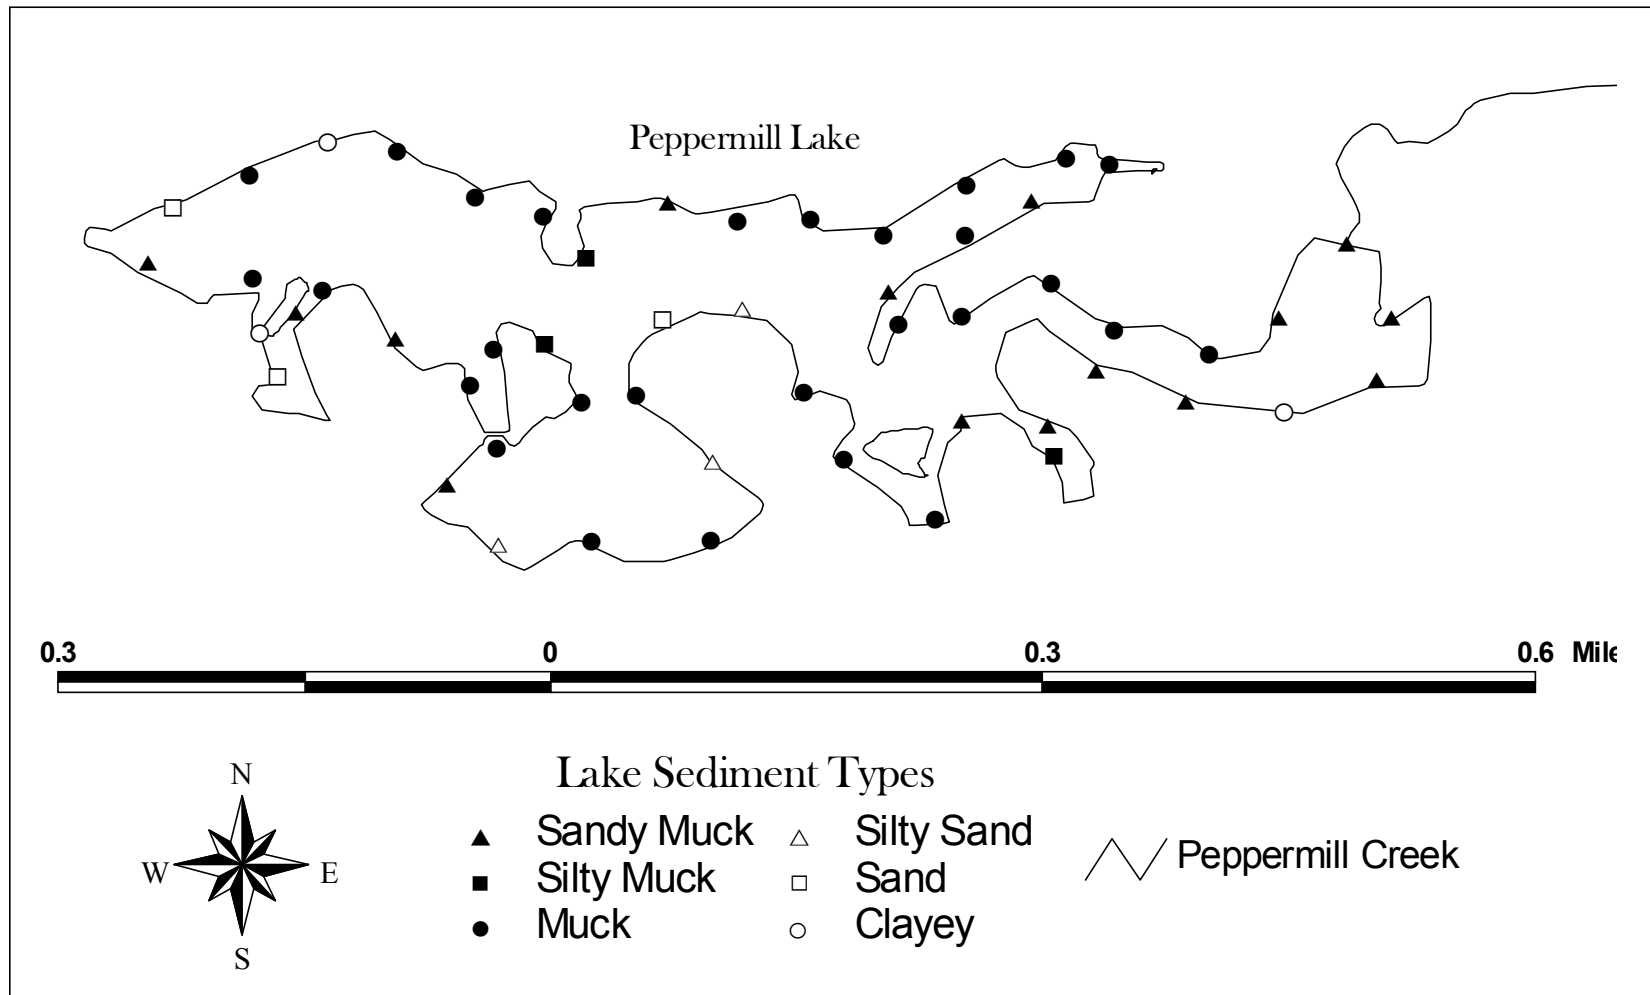 Peppermill Lake
0.3 0 0.3 0.6 Mile
Lake Sediment Types
N
W E
S
Sandy Muck Silty Sand
Silty Muck Sand
Muck Clayey
Peppermill Creek